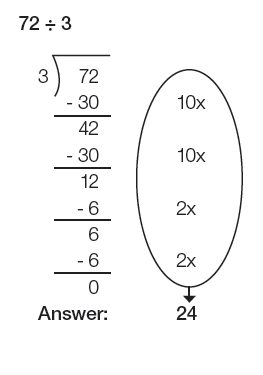 72 ÷ 3
3 72
- 30 10x
42
- 30 10x
12
- 6 2x
6
- 6 2x
0
Answer: 24